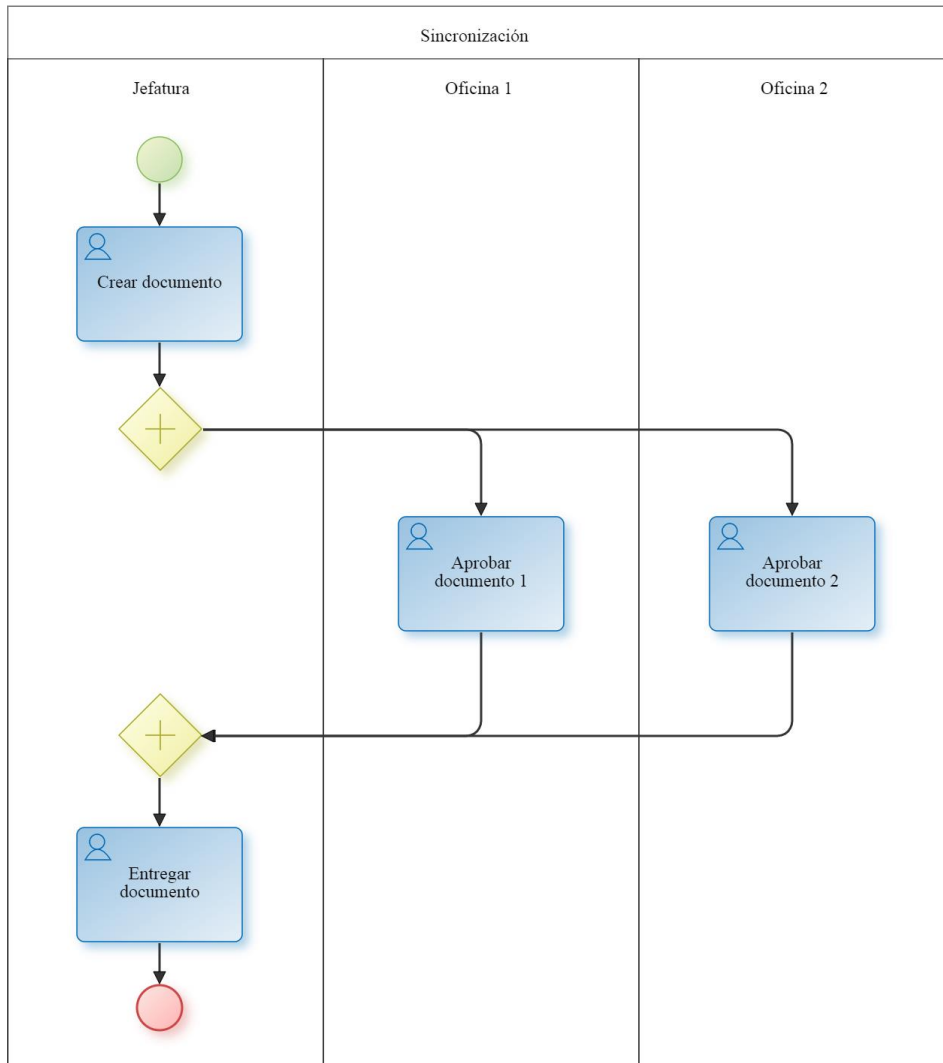 Sincronización
Jefatura
Oficina 1
Oficina 2
Crear documento
Aprobar
documento 1
Aprobar
documento 2
Entregar
documento